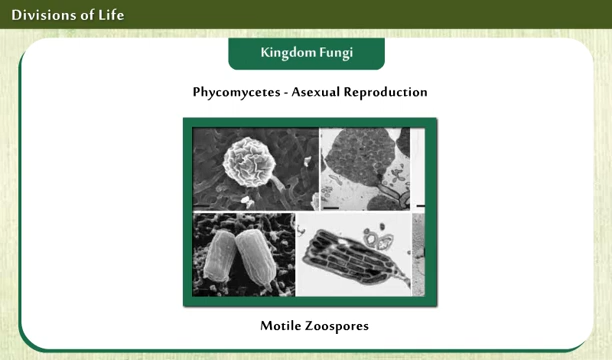 Divisions of Life
Kingdom Fungi
Phycomycetes - Asexual Reproduction
Motile Zoospores